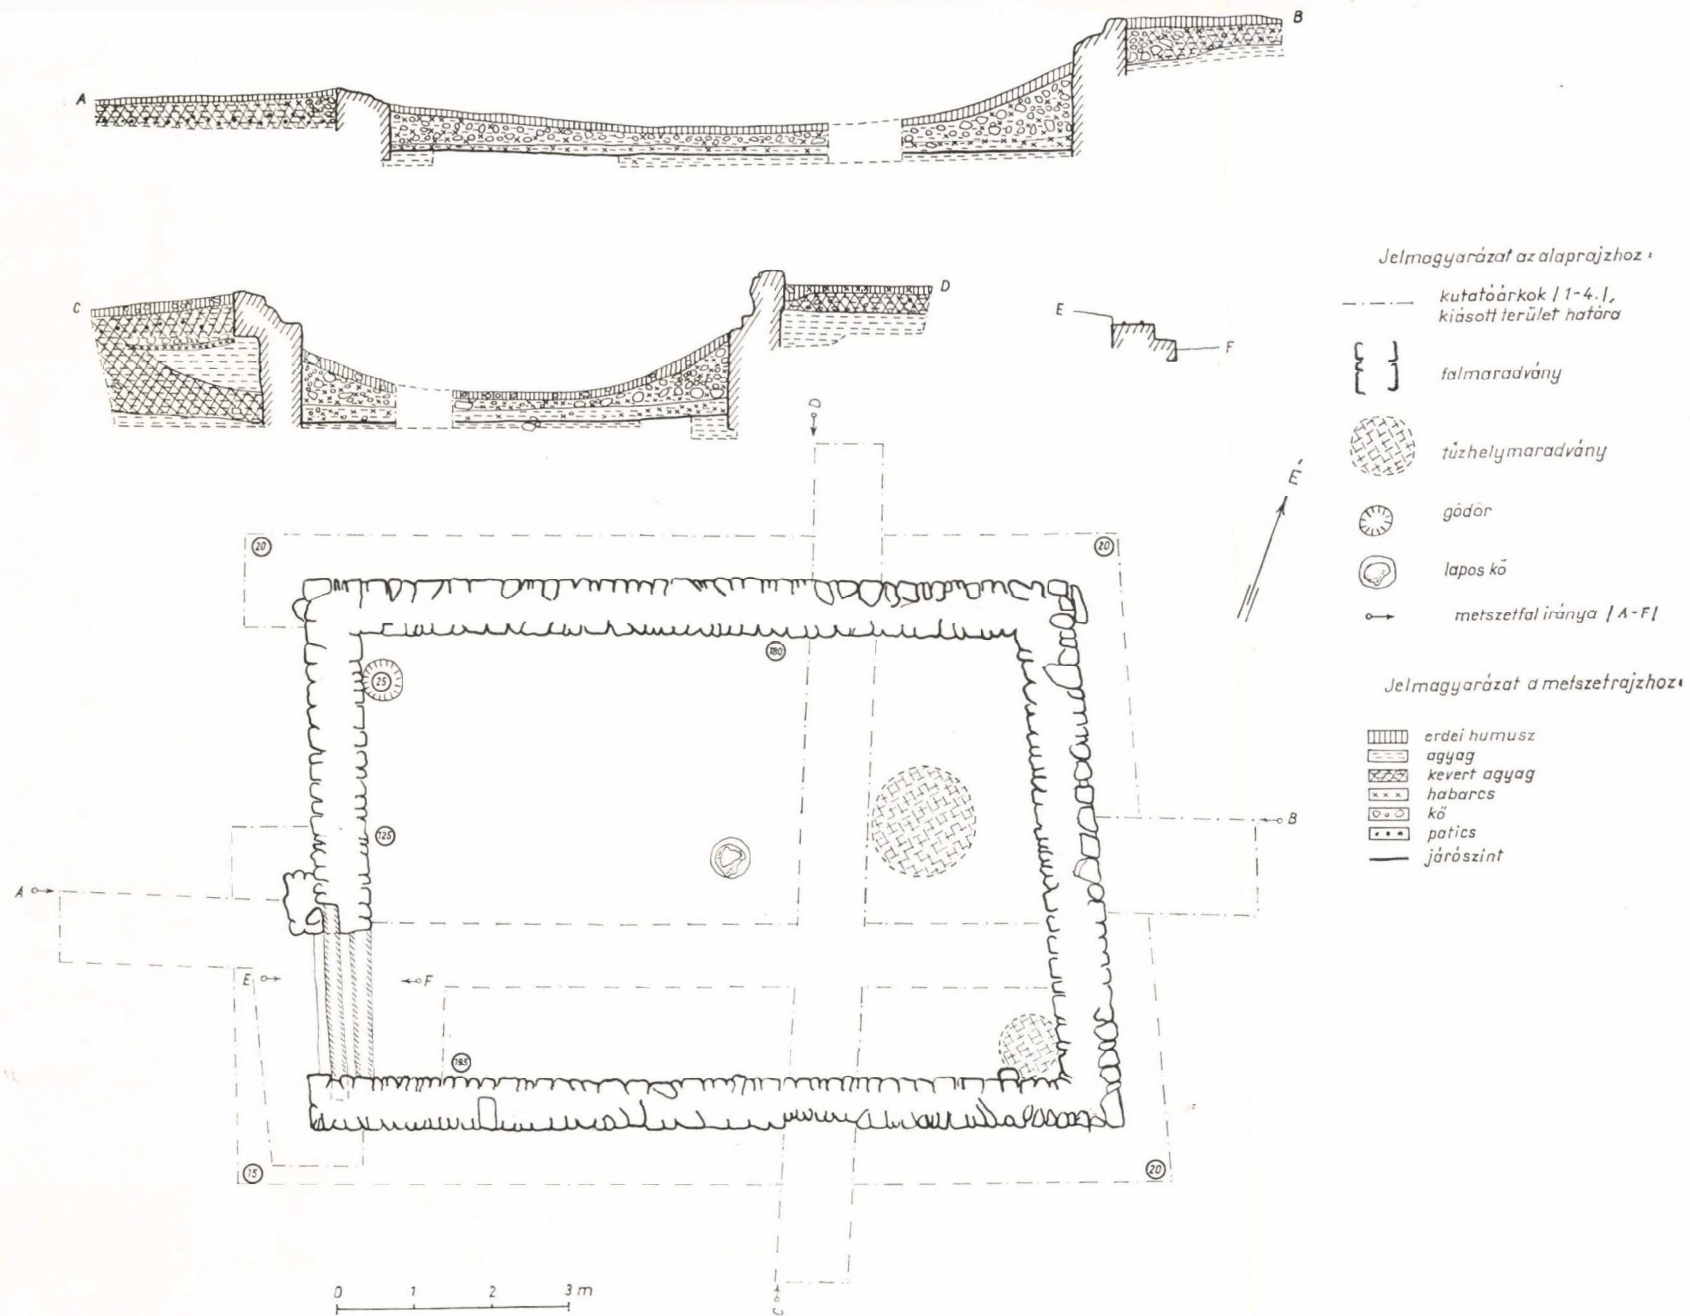 A
B
C
D
E
F
Jelmagyarázat az alaprajzhoz:
kutatóárkok /1-4./,
kiásott terület határa
falmaradvány
tűzhelymaradvány
gödör
lapos kő
metszetfal iránya /A-F/
Jelmagyarázat a metszetrajzhoz:
erdei humusz
agyag
kevert agyag
habarcs
kő
patics
járószint
É
D
20
20
180
25
125
B
A
E
F
195
15
20
C
0 1 2 3 m